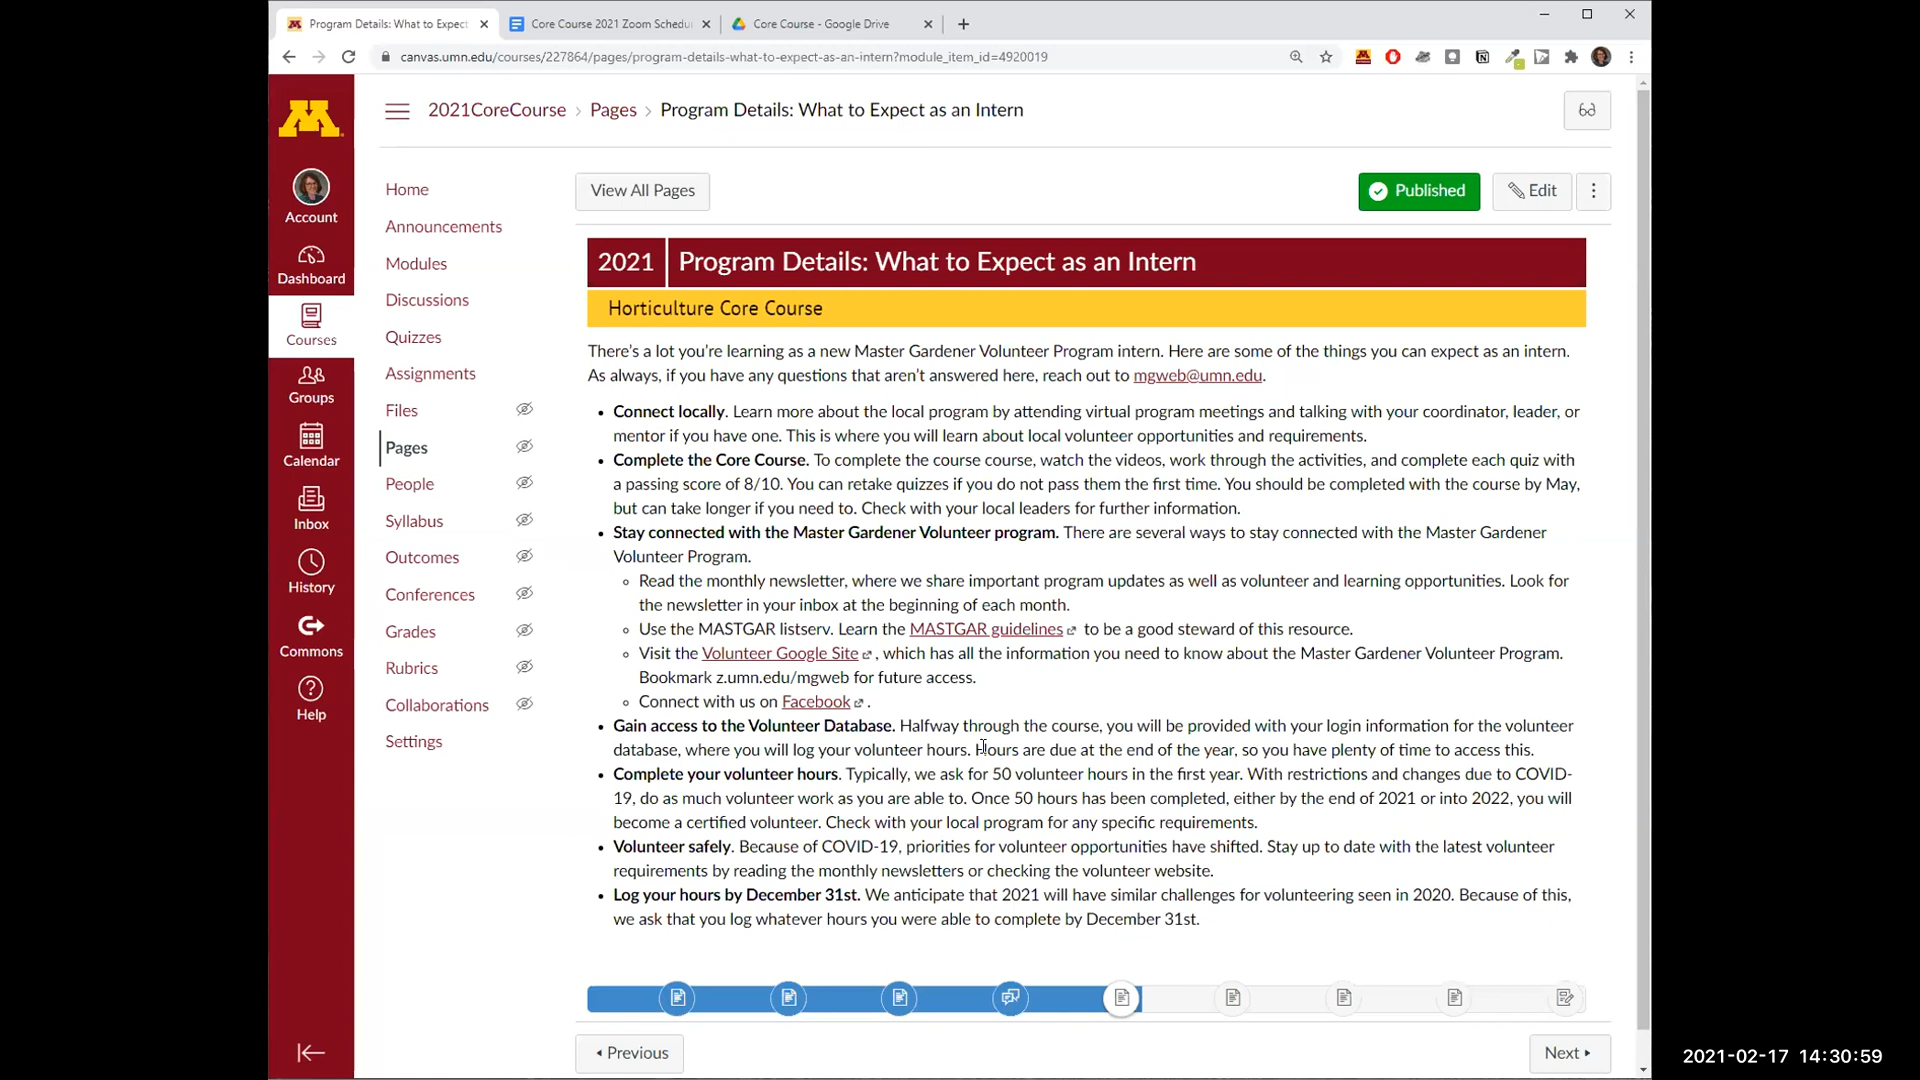 Program Details: What to Expect
Core Course 2021 Zoom Schedu
Core Course - Google Drive
canvas.umn.edu/courses/227864/pages/program-details-what-to-expect-as-an-intern?module_item_id=4920019
2021CoreCourse › Pages › Program Details: What to Expect as an Intern
Account
Dashboard
Courses
Groups
Calendar
Inbox
History
Commons
Help
Home
Announcements
Modules
Discussions
Quizzes
Assignments
Files
Pages
People
Syllabus
Outcomes
Conferences
Grades
Rubrics
Collaborations
Settings
View All Pages
Published
Edit
2021 Program Details: What to Expect as an Intern
Horticulture Core Course
There's a lot you're learning as a new Master Gardener Volunteer Program intern. Here are some of the things you can expect as an intern.
As always, if you have any questions that aren't answered here, reach out to mgweb@umn.edu.
• Connect locally. Learn more about the local program by attending virtual program meetings and talking with your coordinator, leader, or
mentor if you have one. This is where you will learn about local volunteer opportunities and requirements.
• Complete the Core Course. To complete the course course, watch the videos, work through the activities, and complete each quiz with
a passing score of 8/10. You can retake quizzes if you do not pass them the first time. You should be completed with the course by May,
but can take longer if you need to. Check with your local leaders for further information.
• Stay connected with the Master Gardener Volunteer program. There are several ways to stay connected with the Master Gardener
Volunteer Program.
◦ Read the monthly newsletter, where we share important program updates as well as volunteer and learning opportunities. Look for
the newsletter in your inbox at the beginning of each month.
◦ Use the MASTGAR listserv. Learn the MASTGAR guidelines to be a good steward of this resource.
◦ Visit the Volunteer Google Site , which has all the information you need to know about the Master Gardener Volunteer Program.
Bookmark z.umn.edu/mgweb for future access.
◦ Connect with us on Facebook .
• Gain access to the Volunteer Database. Halfway through the course, you will be provided with your login information for the volunteer
database, where you will log your volunteer hours. Hours are due at the end of the year, so you have plenty of time to access this.
• Complete your volunteer hours. Typically, we ask for 50 volunteer hours in the first year. With restrictions and changes due to COVID-
19, do as much volunteer work as you are able to. Once 50 hours has been completed, either by the end of 2021 or into 2022, you will
become a certified volunteer. Check with your local program for any specific requirements.
• Volunteer safely. Because of COVID-19, priorities for volunteer opportunities have shifted. Stay up to date with the latest volunteer
requirements by reading the monthly newsletters or checking the volunteer website.
• Log your hours by December 31st. We anticipate that 2021 will have similar challenges for volunteering seen in 2020. Because of this,
we ask that you log whatever hours you were able to complete by December 31st.
Previous
Next
2021-02-17 14:30:59